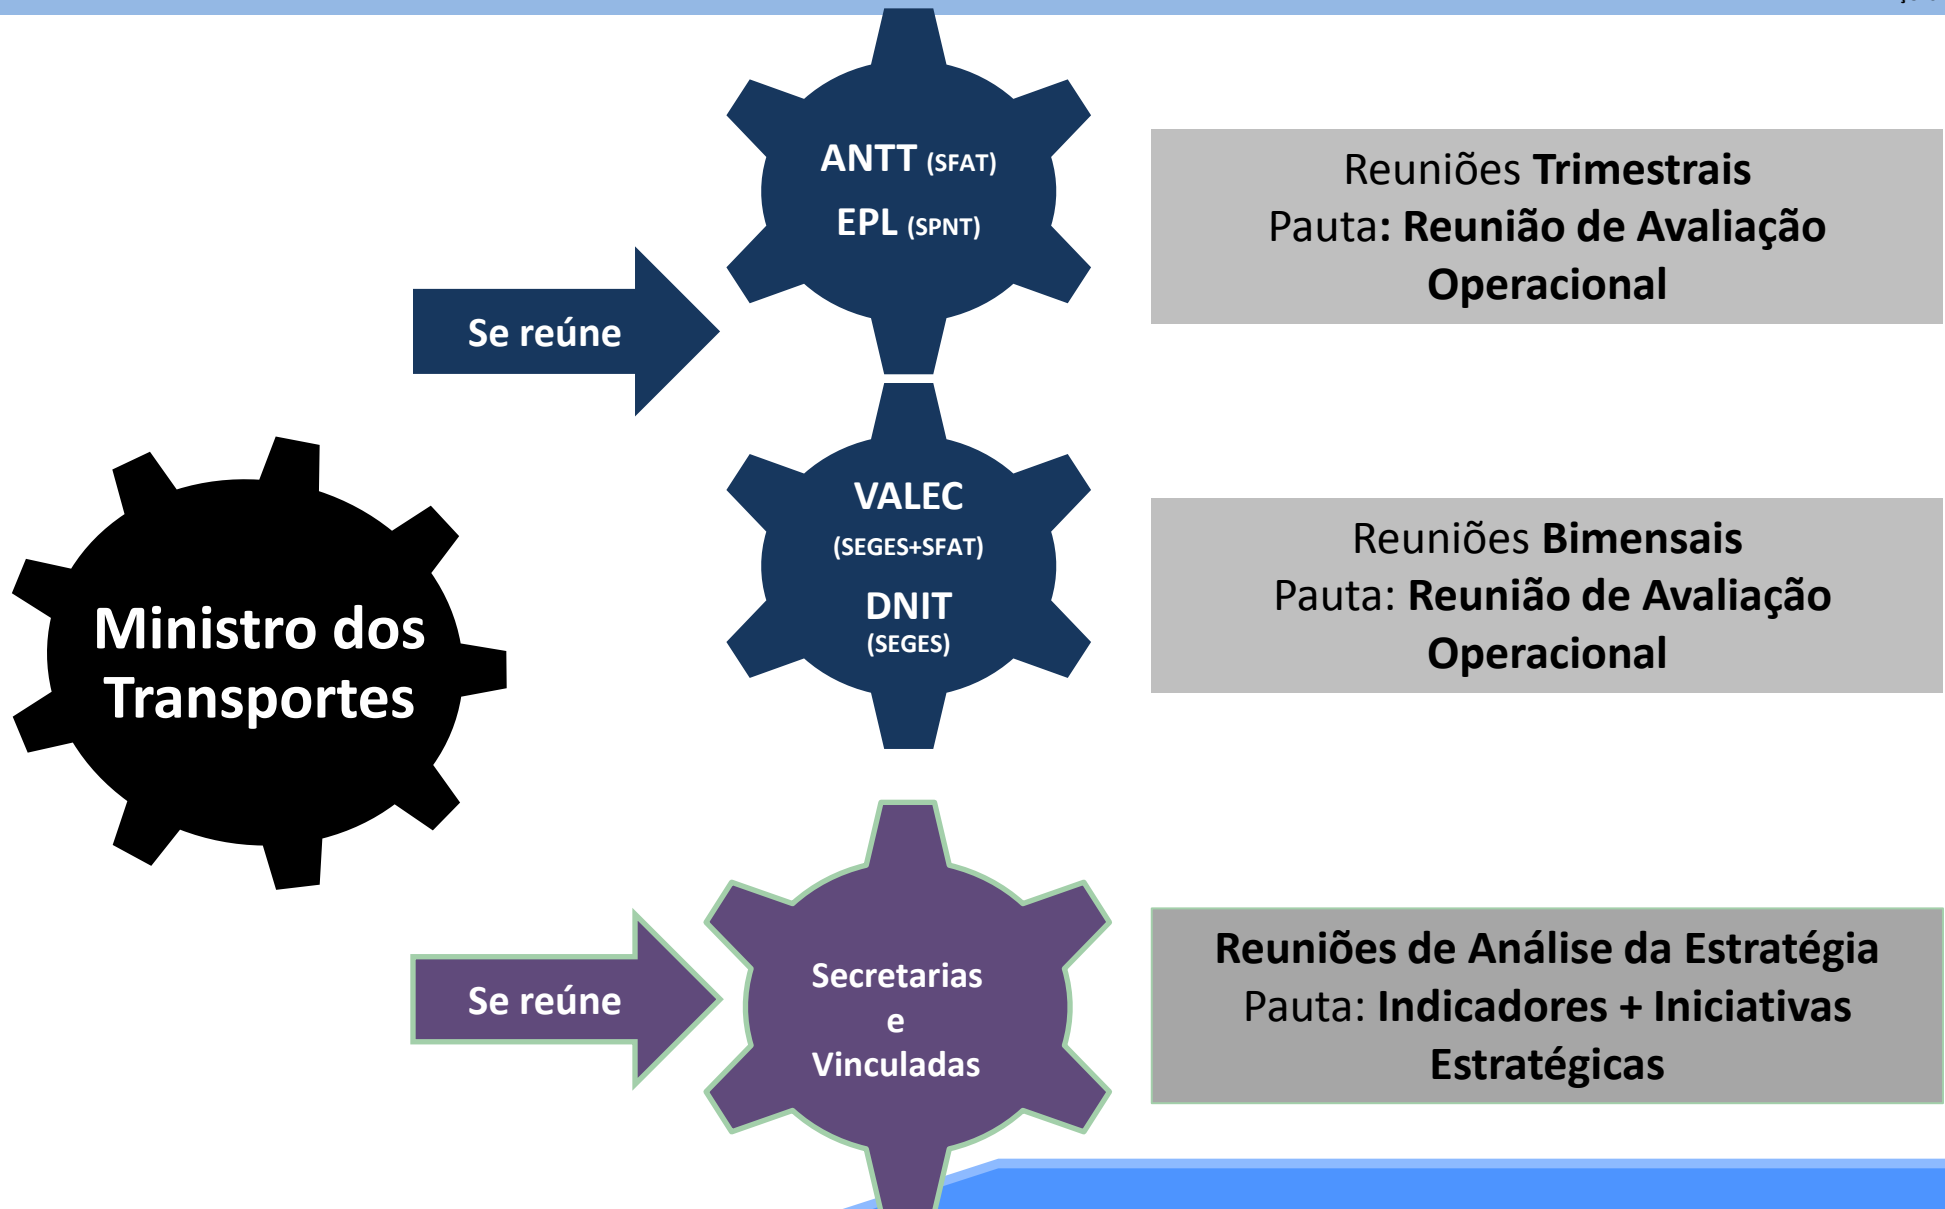 ANTT (SFAT)
EPL (SPNT)
Reuniões Trimestrais
Pauta: Reunião de Avaliação
Operacional
Se reúne
VALEC
(SEGES+SFAT)
DNIT
(SEGES)
Reuniões Bimensais
Pauta: Reunião de Avaliação
Operacional
Ministro dos
Transportes
Se reúne
Secretarias
e
Vinculadas
Reuniões de Análise da Estratégia
Pauta: Indicadores + Iniciativas
Estratégicas